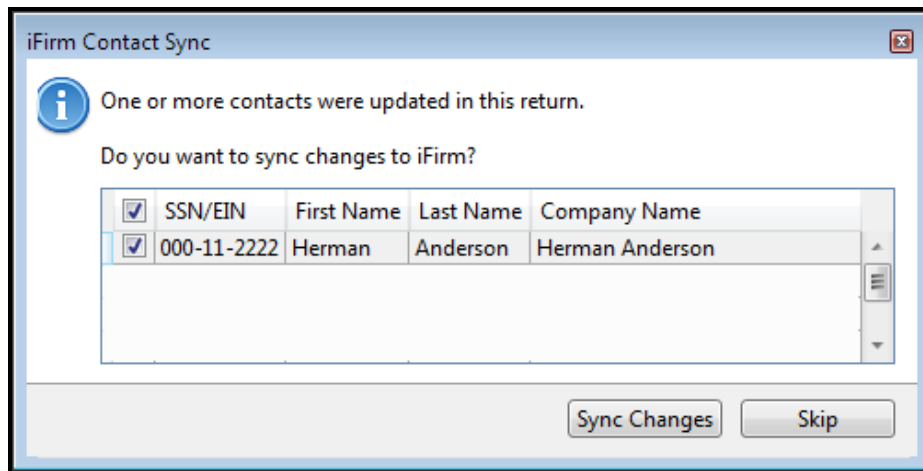 iFirm Contact Sync
One or more contacts were updated in this return.
Do you want to sync changes to iFirm?
SSN/EIN First Name Last Name Company Name
000-11-2222 Herman Anderson Herman Anderson
Sync Changes Skip